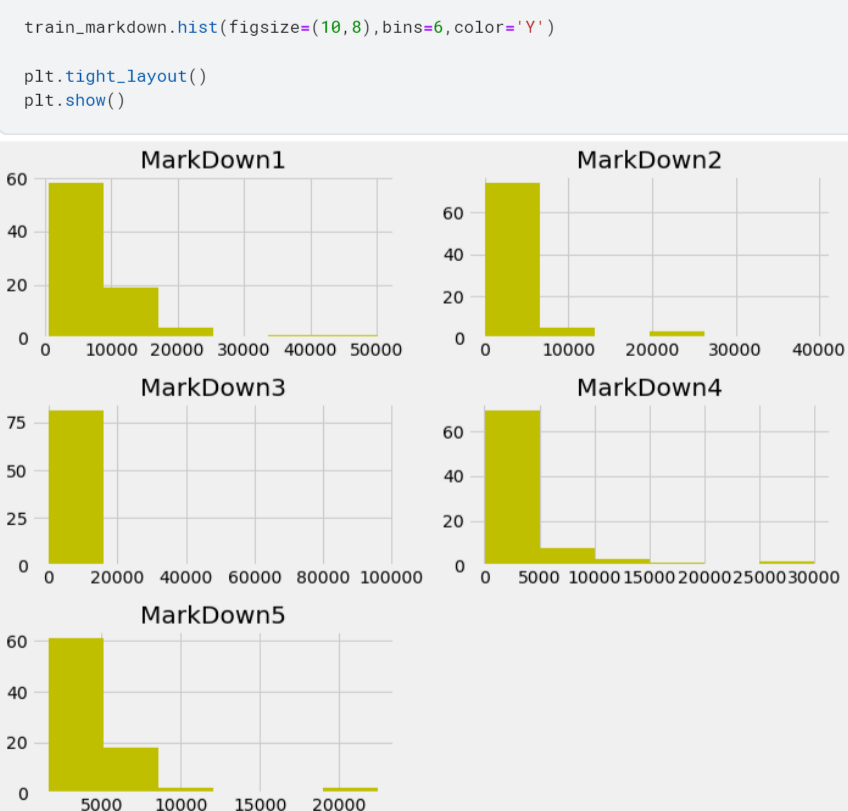 train_markdown.hist(figsize=(10,8),bins=6,color='Y')
plt.tight_layout()
plt.show()
MarkDown1
60
40
20
0
0 10000 20000 30000 40000 50000
MarkDown2
60
40
20
0
0 10000 20000 30000 40000
MarkDown3
75
50
25
0
0 20000 40000 60000 80000 100000
MarkDown4
60
40
20
0
0 5000 10000 15000 20000 25000 30000
MarkDown5
60
40
20
0
5000 10000 15000 20000